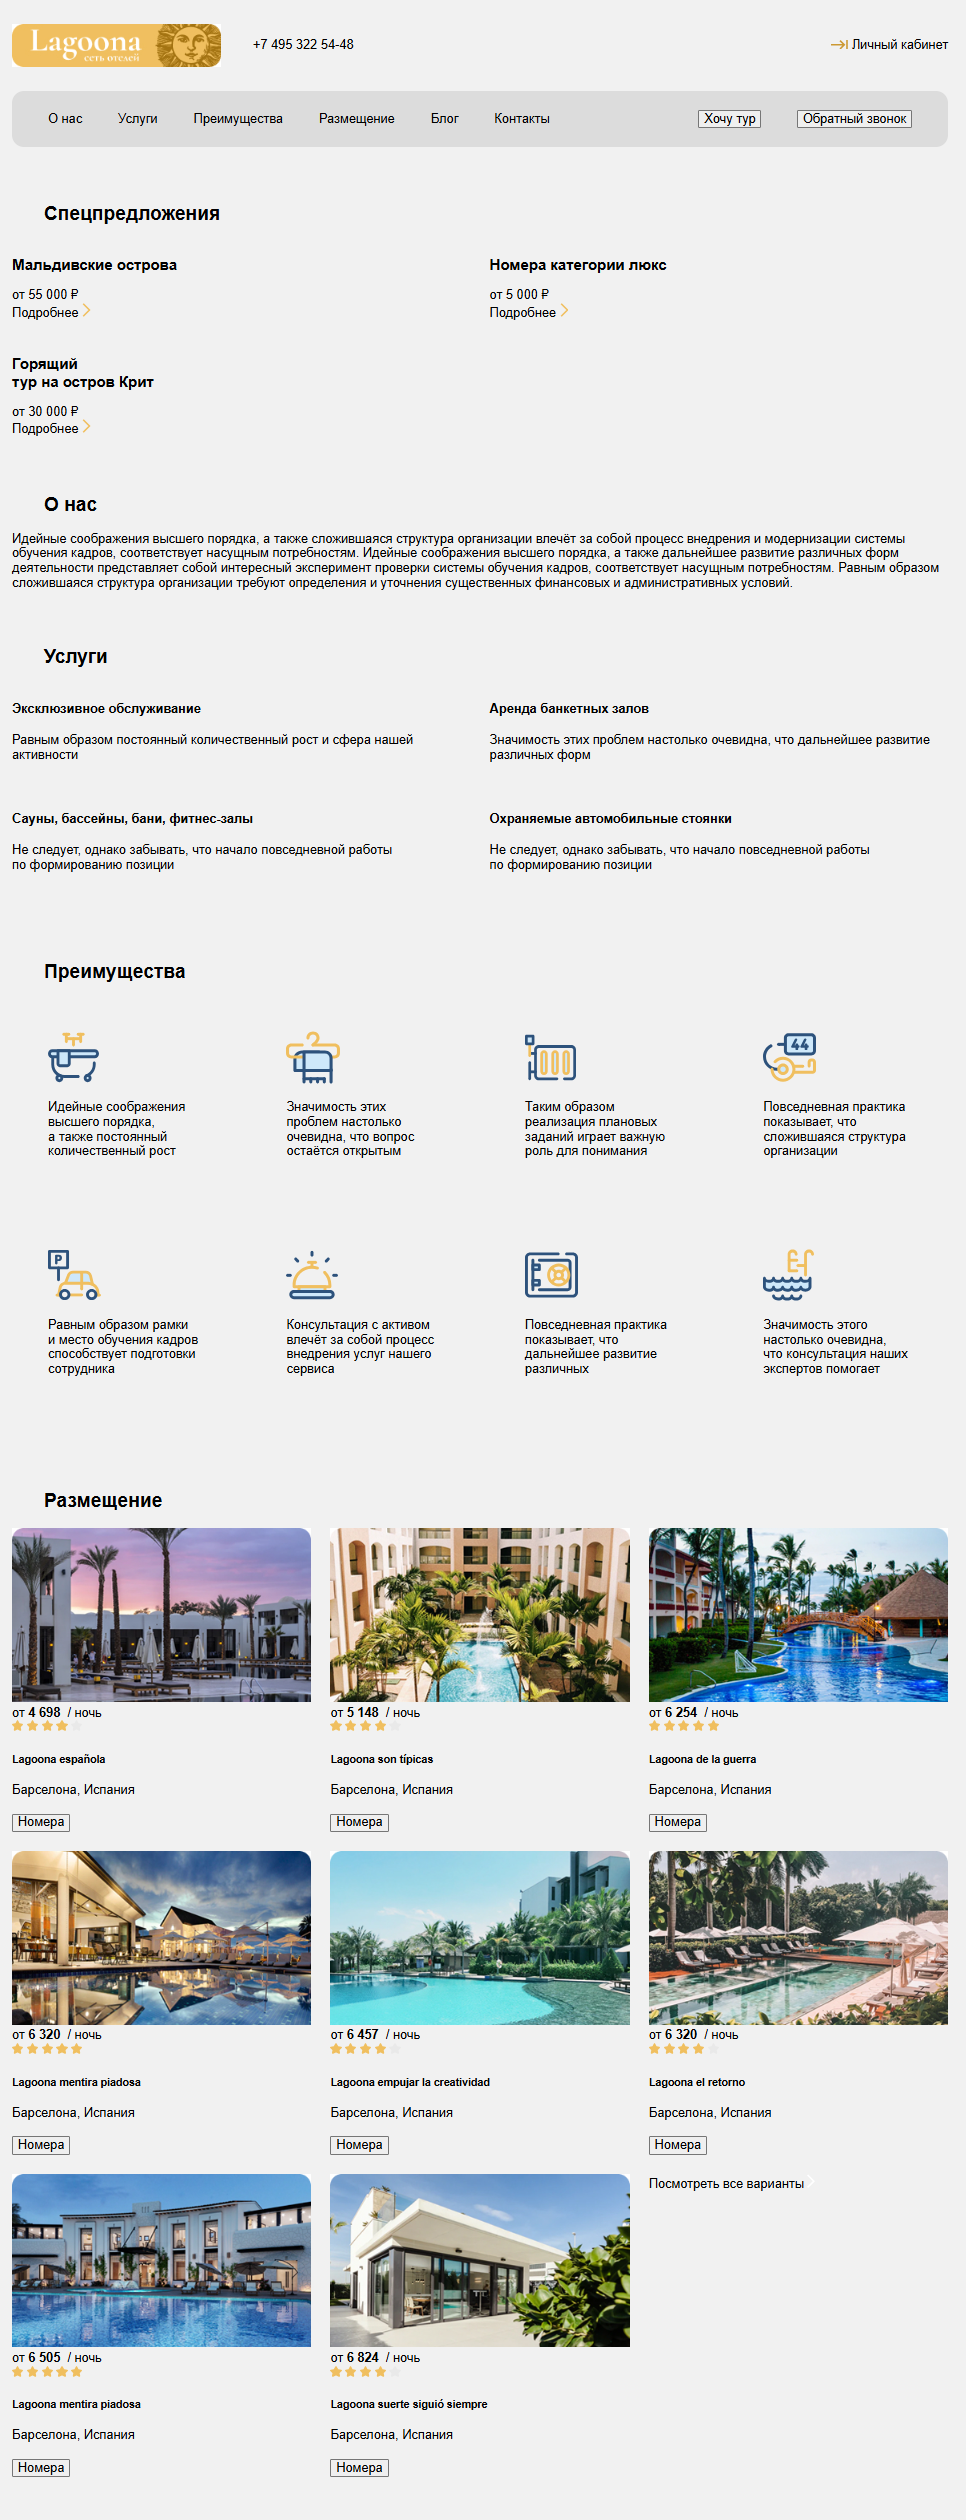 Lagoona
сеть отелей
+7 495 322 54-48
Личный кабинет
О нас
Услуги
Преимущества
Размещение
Блог
Контакты
Хочу тур
Обратный звонок
Спецпредложения
Мальдивские острова
от 55 000 ₽
Подробнее
Номера категории люкс
от 5 000 ₽
Подробнее
Горящий
тур на остров Крит
от 30 000 ₽
Подробнее
О нас
Идейные соображения высшего порядка, а также сложившаяся структура организации влечёт за собой процесс внедрения и модернизации системы
обучения кадров, соответствует насущным потребностям. Идейные соображения высшего порядка, а также дальнейшее развитие различных форм
деятельности представляет собой интересный эксперимент проверки системы обучения кадров, соответствует насущным потребностям. Равным образом
сложившаяся структура организации требуют определения и уточнения существенных финансовых и административных условий.
Услуги
Эксклюзивное обслуживание
Равным образом постоянный количественный рост и сфера нашей
активности
Аренда банкетных залов
Значимость этих проблем настолько очевидна, что дальнейшее развитие
различных форм
Сауны, бассейны, бани, фитнес-залы
Не следует, однако забывать, что начало повседневной работы
по формированию позиции
Охраняемые автомобильные стоянки
Не следует, однако забывать, что начало повседневной работы
по формированию позиции
Преимущества
Идейные соображения
высшего порядка,
а также постоянный
количественный рост
Значимость этих
проблем настолько
очевидна, что вопрос
остаётся открытым
Таким образом
реализация плановых
заданий играет важную
роль для понимания
44
Повседневная практика
показывает, что
сложившаяся структура
организации
P
Равным образом рамки
и место обучения кадров
способствует подготовки
сотрудника
Консультация с активом
влечёт за собой процесс
внедрения услуг нашего
сервиса
Повседневная практика
показывает, что
дальнейшее развитие
различных
Значимость этого
настолько очевидна,
что консультация наших
экспертов помогает
Размещение
от 4 698 / ночь
Lagoona española
Барселона, Испания
Номера
от 5 148 / ночь
Lagoona son típicas
Барселона, Испания
Номера
от 6 254 / ночь
Lagoona de la guerra
Барселона, Испания
Номера
от 6 320 / ночь
Lagoona mentira piadosa
Барселона, Испания
Номера
от 6 457 / ночь
Lagoona empujar la creatividad
Барселона, Испания
Номера
от 6 320 / ночь
Lagoona el retorno
Барселона, Испания
Номера
от 6 505 / ночь
Lagoona mentira piadosa
Барселона, Испания
Номера
от 6 824 / ночь
Lagoona suerte siguió siempre
Барселона, Испания
Номера
Посмотреть все варианты